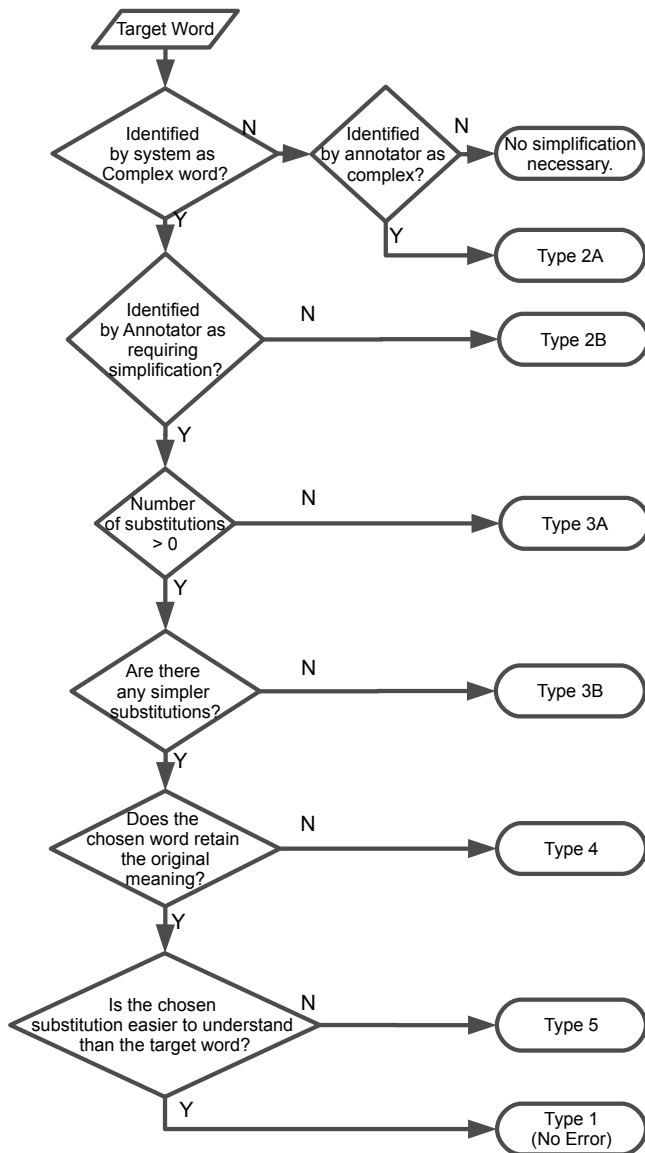 Target Word
Identified
by system as
Complex word?
N
Identified
by annotator as
complex?
N
No simplification
necessary.
Y
Y
Type 2A
Identified
by Annotator as
requiring
simplification?
N
Type 2B
Y
Number
of substitutions
> 0
N
Type 3A
Y
Are there
any simpler
substitutions?
N
Type 3B
Y
Does the
chosen word retain
the original
meaning?
N
Type 4
Y
Is the chosen
substitution easier to understand
than the target word?
N
Type 5
Y
Type 1
(No Error)